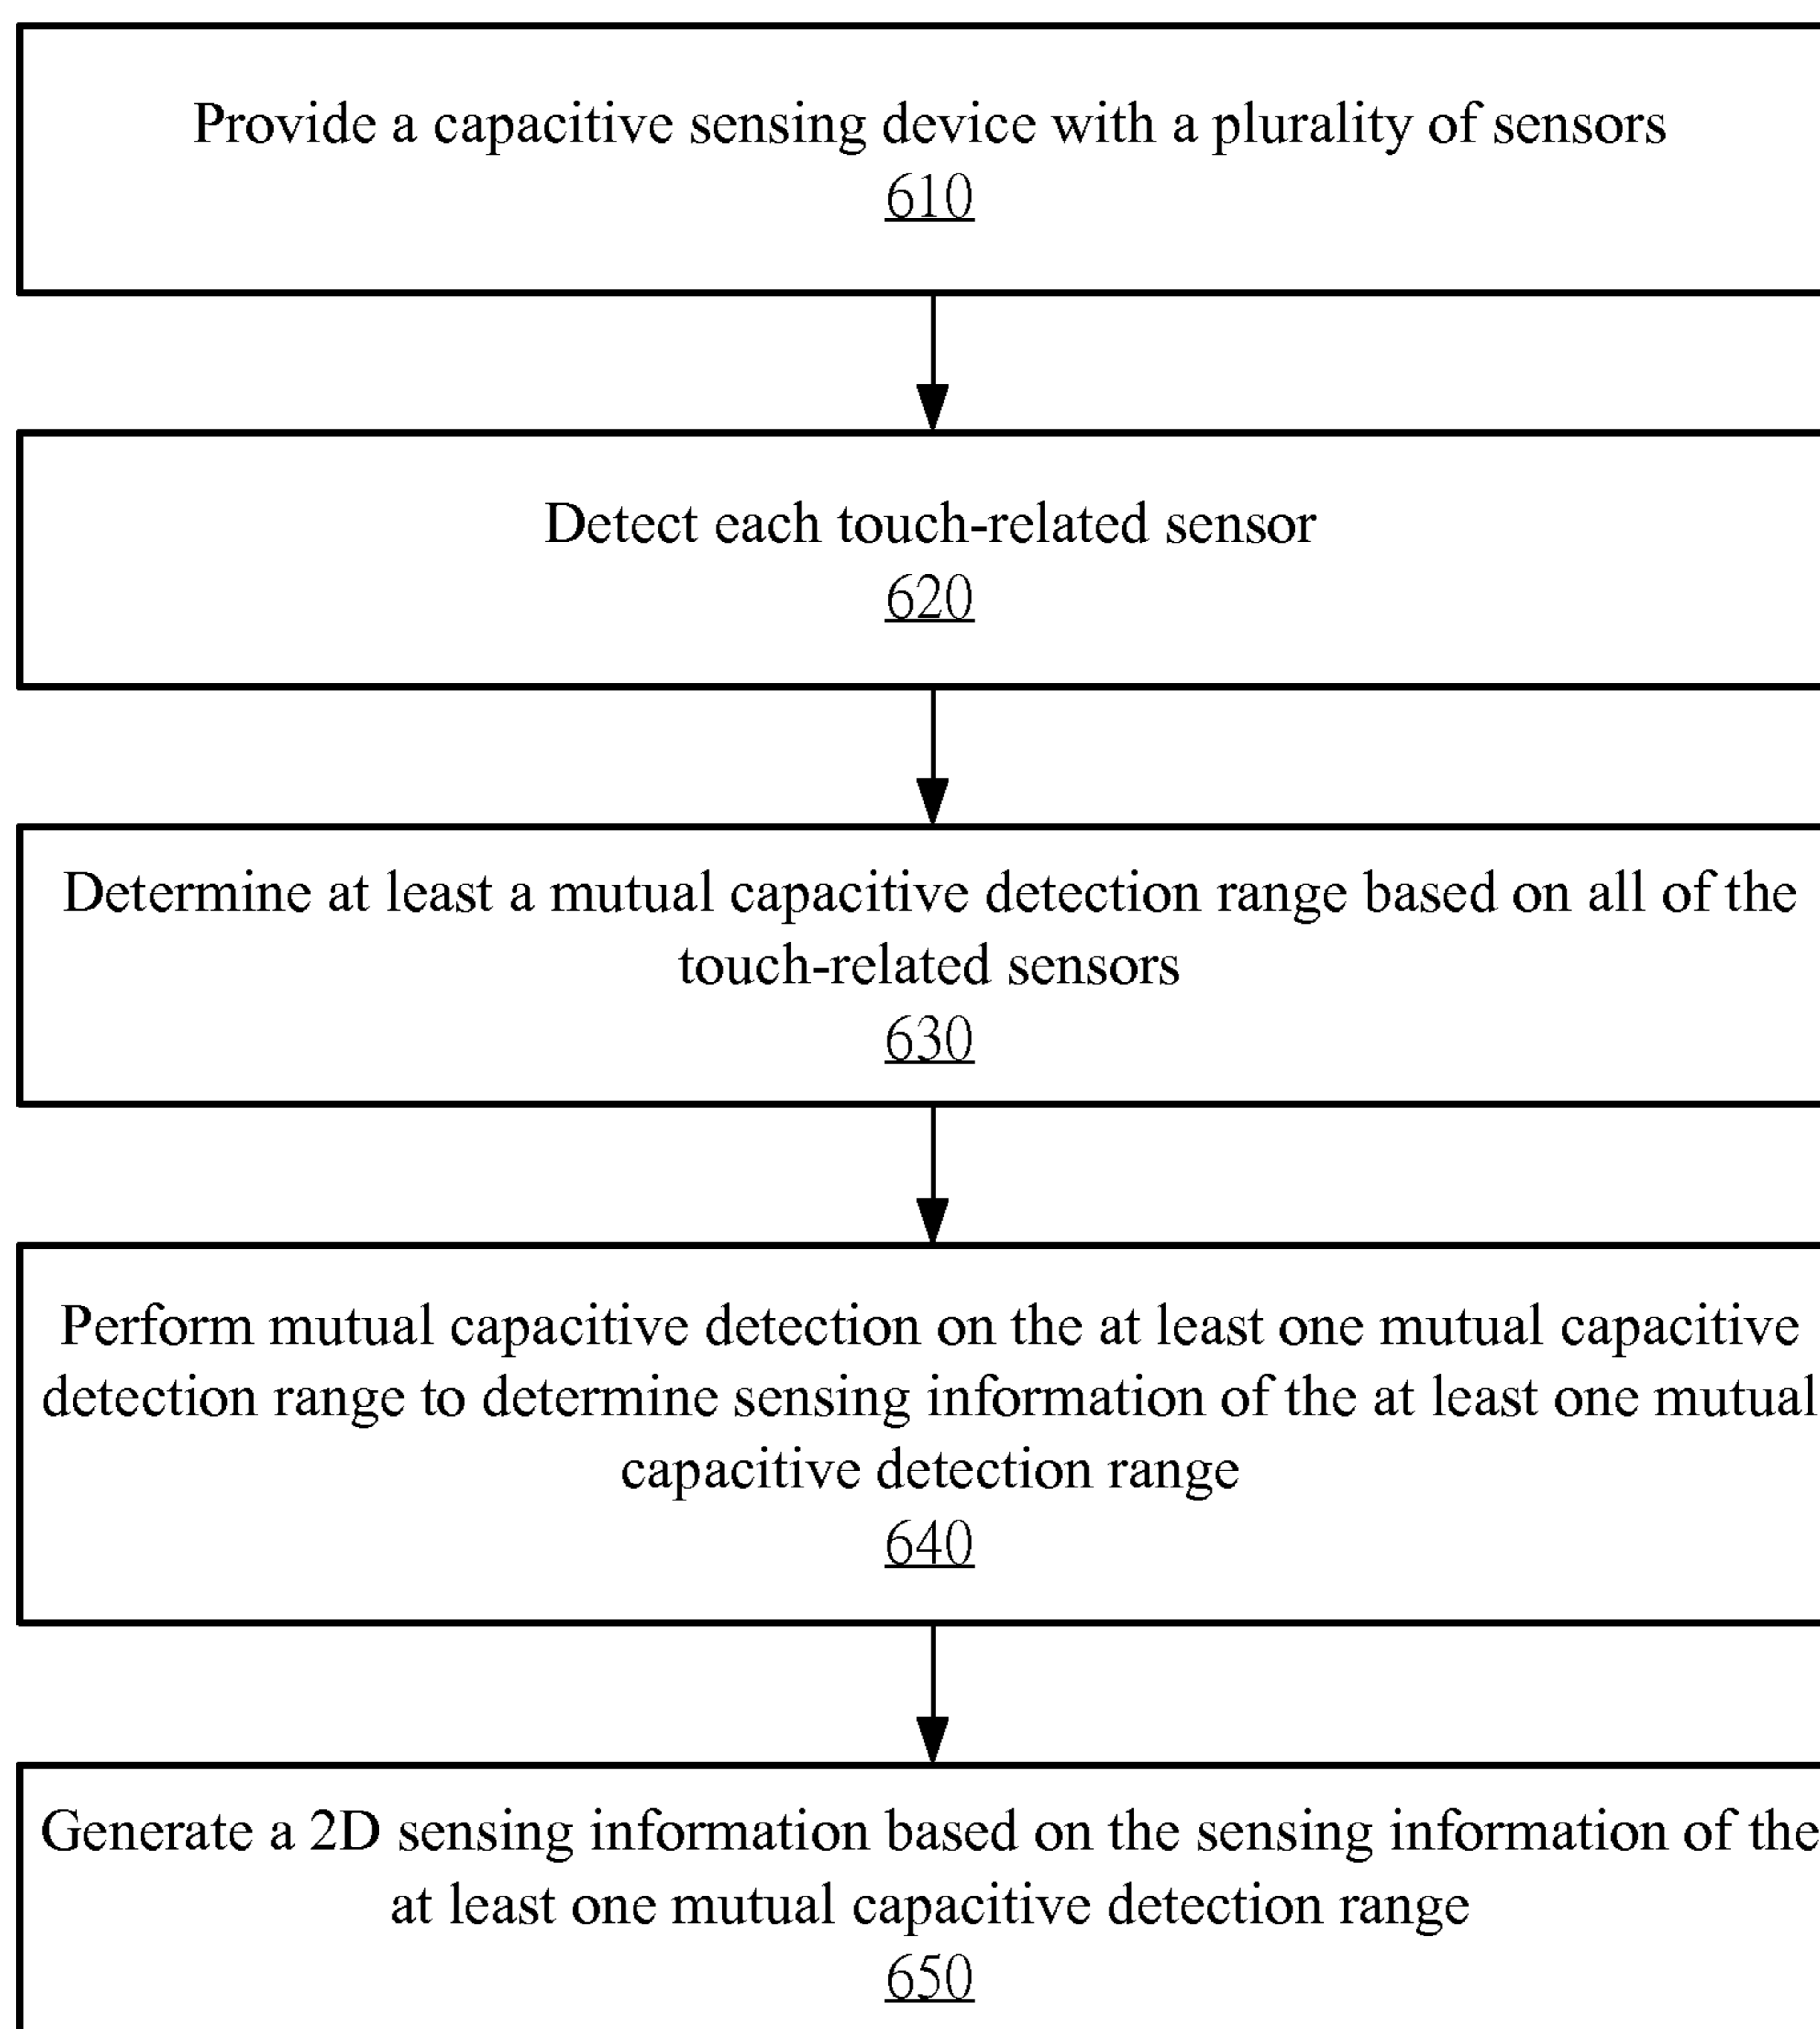 Provide a capacitive sensing device with a plurality of sensors
610
Detect each touch-related sensor
620
Determine at least a mutual capacitive detection range based on all of the
touch-related sensors
630
Perform mutual capacitive detection on the at least one mutual capacitive
detection range to determine sensing information of the at least one mutual
capacitive detection range
640
Generate a 2D sensing information based on the sensing information of the
at least one mutual capacitive detection range
650